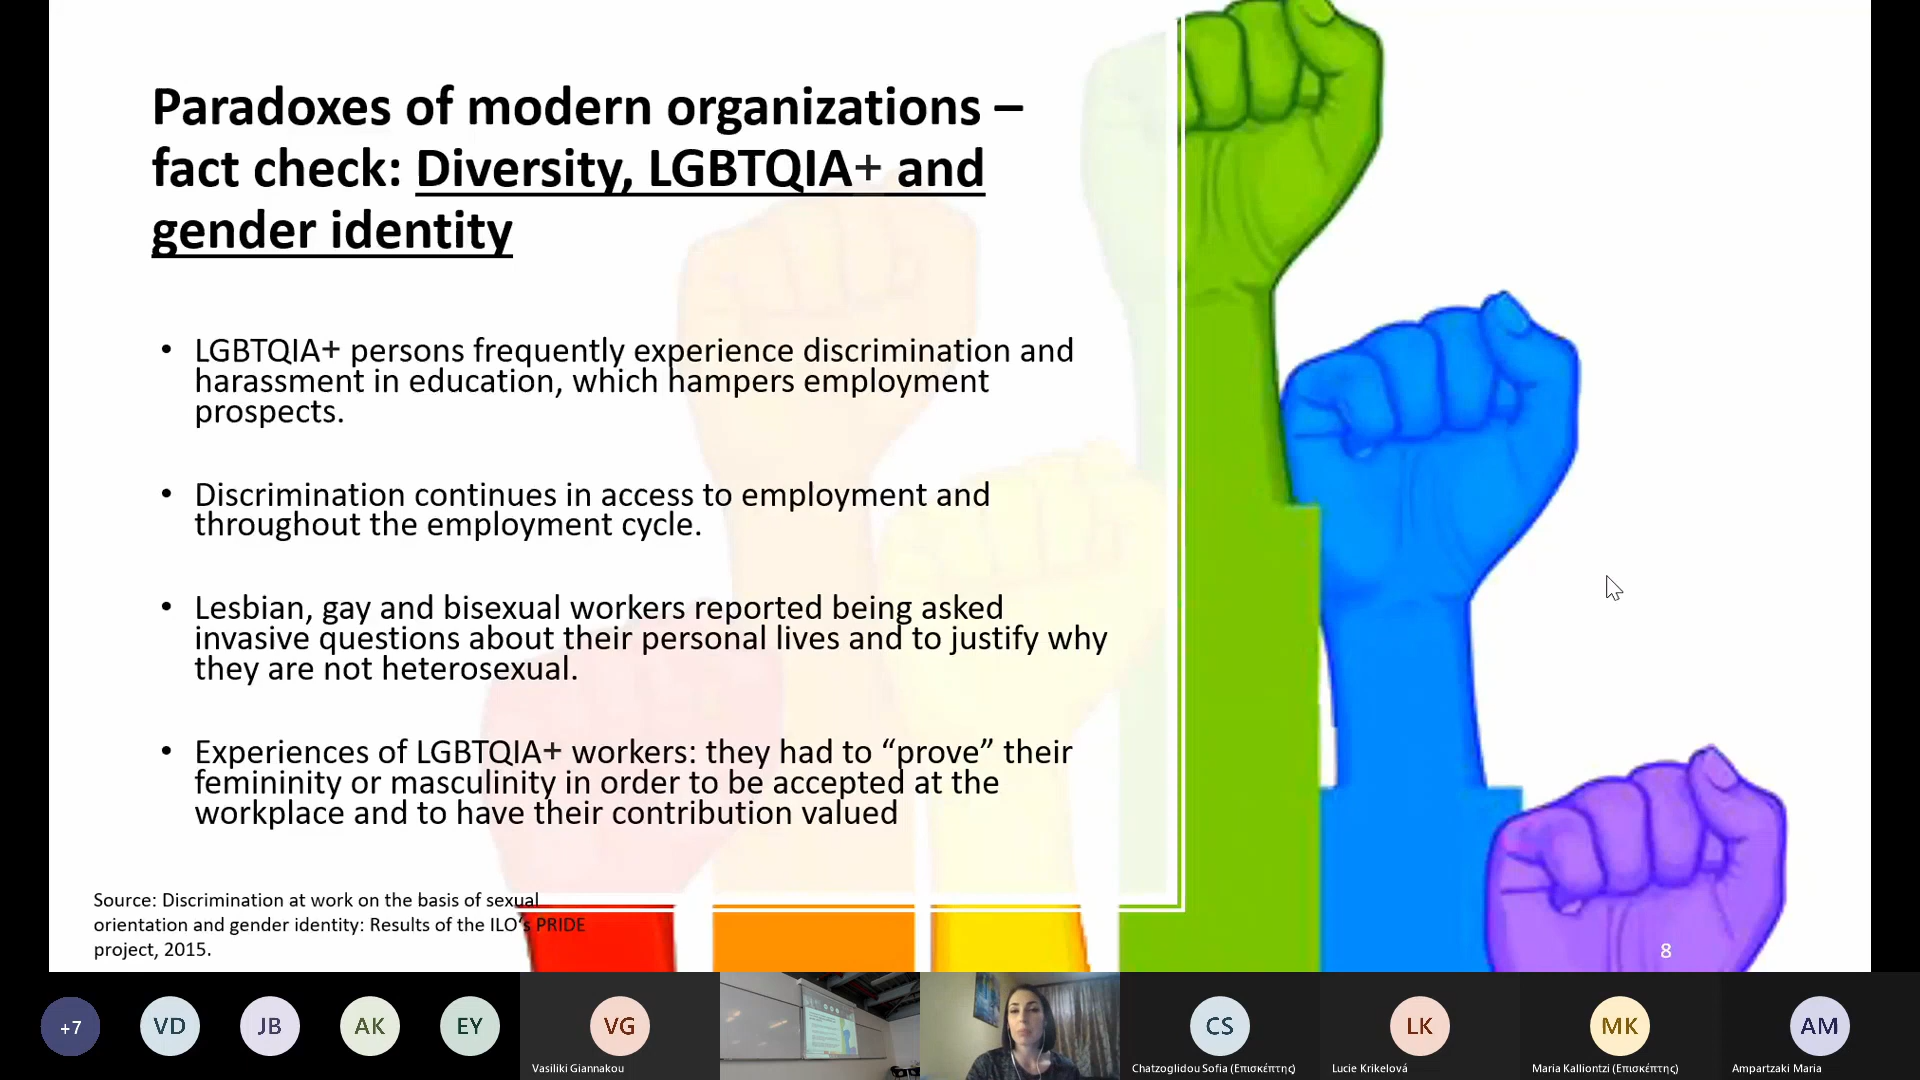 Paradoxes of modern organizations –
fact check: Diversity, LGBTQIA+ and
gender identity
• LGBTQIA+ persons frequently experience discrimination and
harassment in education, which hampers employment
prospects.
• Discrimination continues in access to employment and
throughout the employment cycle.
• Lesbian, gay and bisexual workers reported being asked
invasive questions about their personal lives and to justify why
they are not heterosexual.
• Experiences of LGBTQIA+ workers: they had to “prove” their
femininity or masculinity in order to be accepted at the
workplace and to have their contribution valued
Source: Discrimination at work on the basis of sexual
orientation and gender identity: Results of the ILO’s PRIDE
project, 2015.
8
+7
VD
JB
AK
EY
VG
CS
LK
MK
AM
Vasiliki Giannakou
Chatzoglidou Sofia (Επισκέπτης)
Lucie Krikelová
Maria Kalliontzi (Επισκέπτης)
Ampartzaki Maria